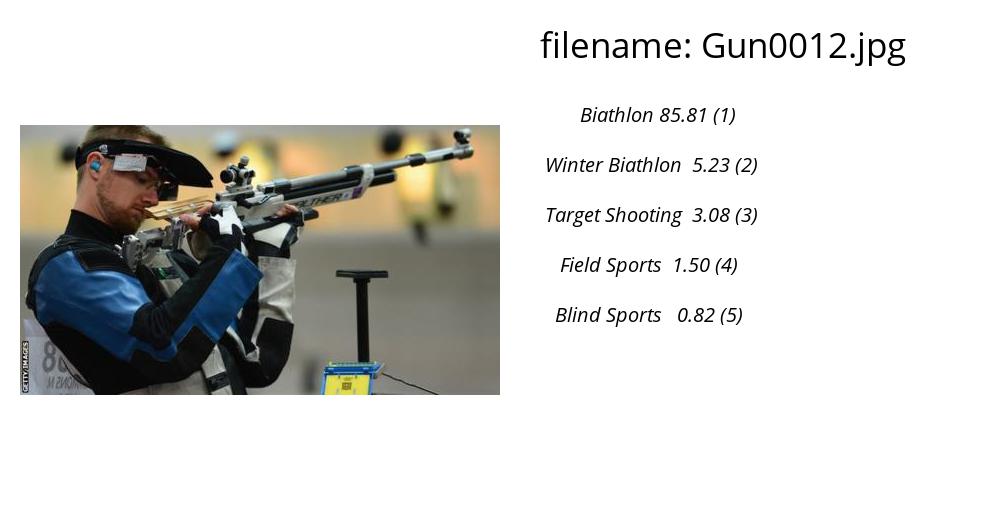 filename: Gun0012.jpg
Biathlon 85.81 (1)
Winter Biathlon 5.23 (2)
Target Shooting 3.08 (3)
Field Sports 1.50 (4)
Blind Sports 0.82 (5)
GETTY IMAGES